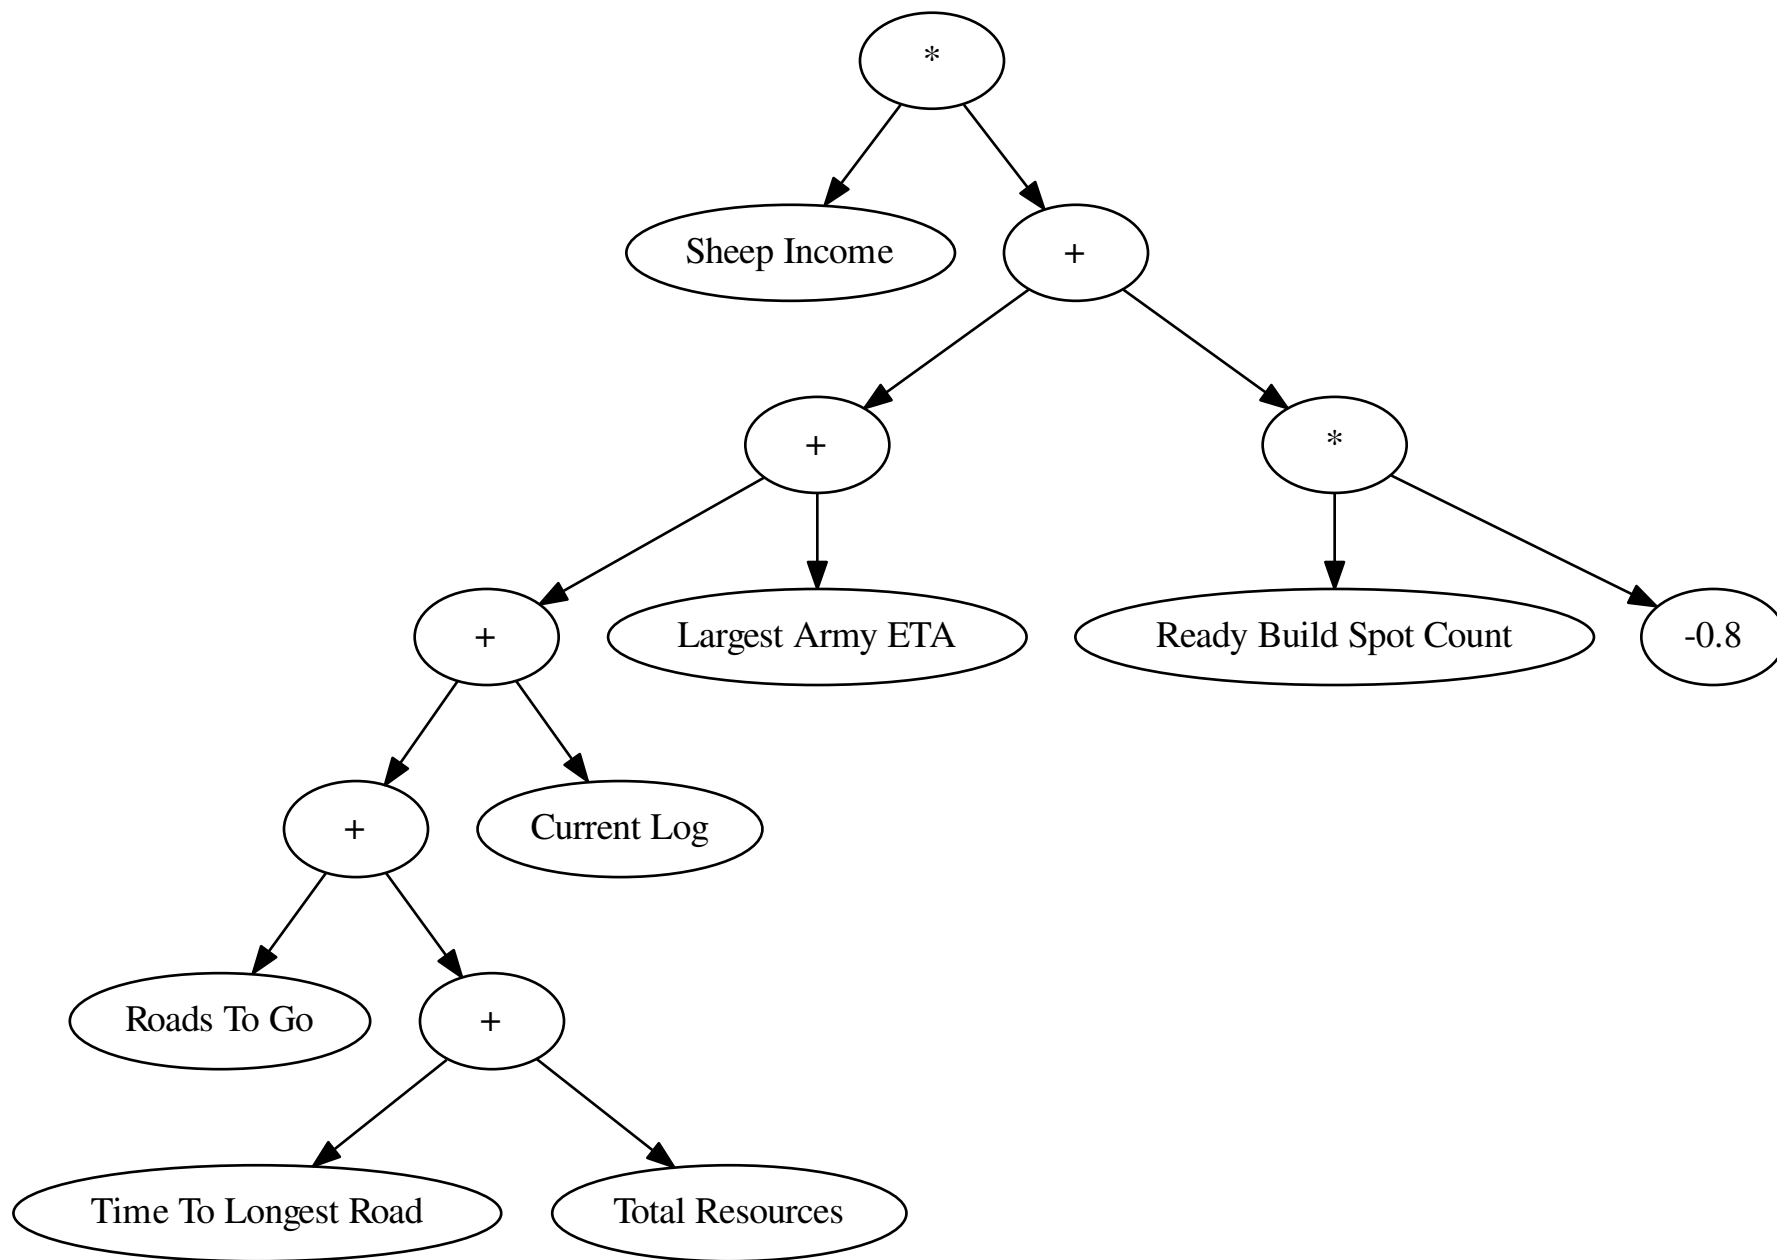 *
Sheep Income
+
+
*
+
Largest Army ETA
Ready Build Spot Count
-0.8
+
Current Log
Roads To Go
+
Time To Longest Road
Total Resources